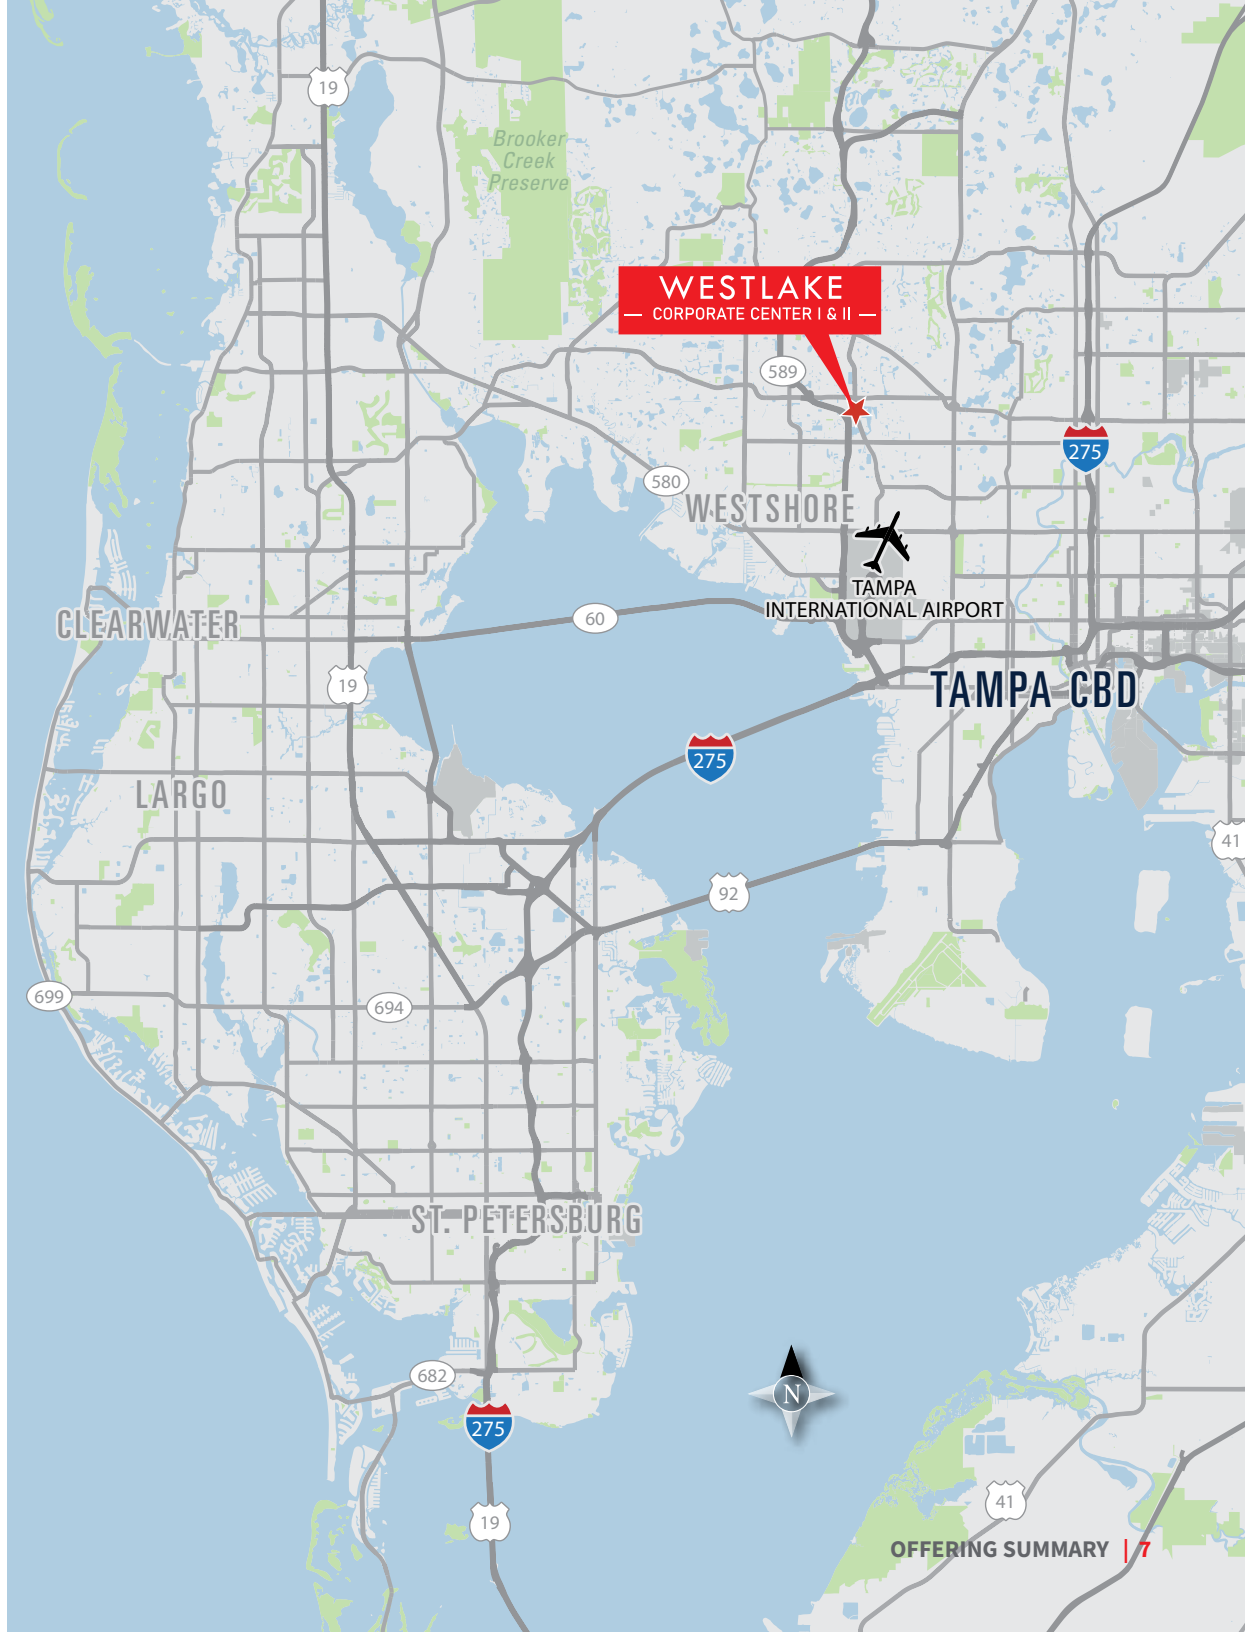 19
Brooker
Creek
Preserve
WESTLAKE
— CORPORATE CENTER I & II —
589
275
580
WESTSHORE
TAMPA
INTERNATIONAL AIRPORT
60
CLEARWATER
19
TAMPA CBD
275
LARGO
41
92
699
694
ST. PETERSBURG
682
N
275
41
19
OFFERING SUMMARY | 7